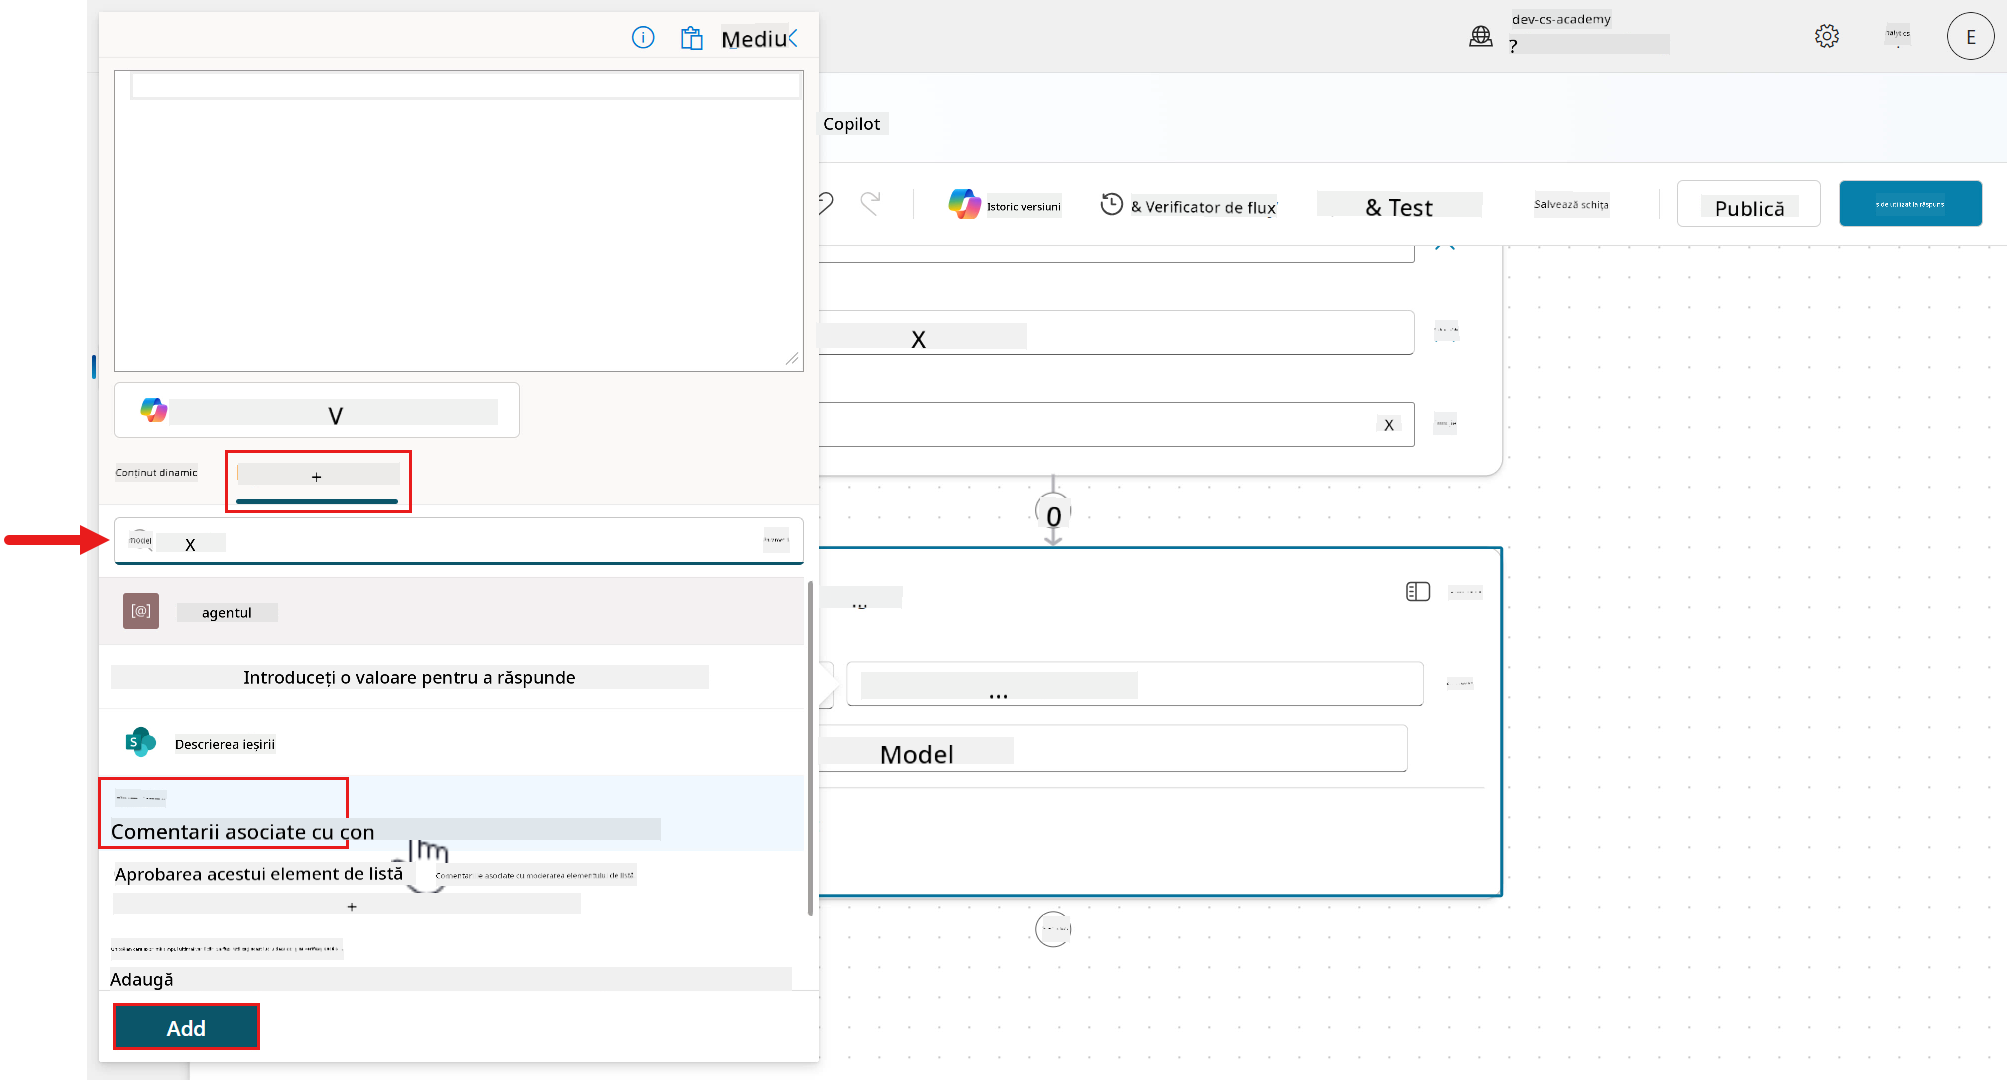 Mediu
dev-cs-academy
?
E
Copilot
Istoric versiuni
& Verificator de flux
& Test
Salvează schița
Publică
X
V
X
Conținut dinamic
+
0
model
X
[@]
agentul
Introduceți o valoare pentru a răspunde
...
S
Descrierea ieșirii
Model
Comentarii asociate cu con
Aprobarea acestui element de listă
Comentariile asociate cu moderarea elementului de listă
+
Adaugă
Add